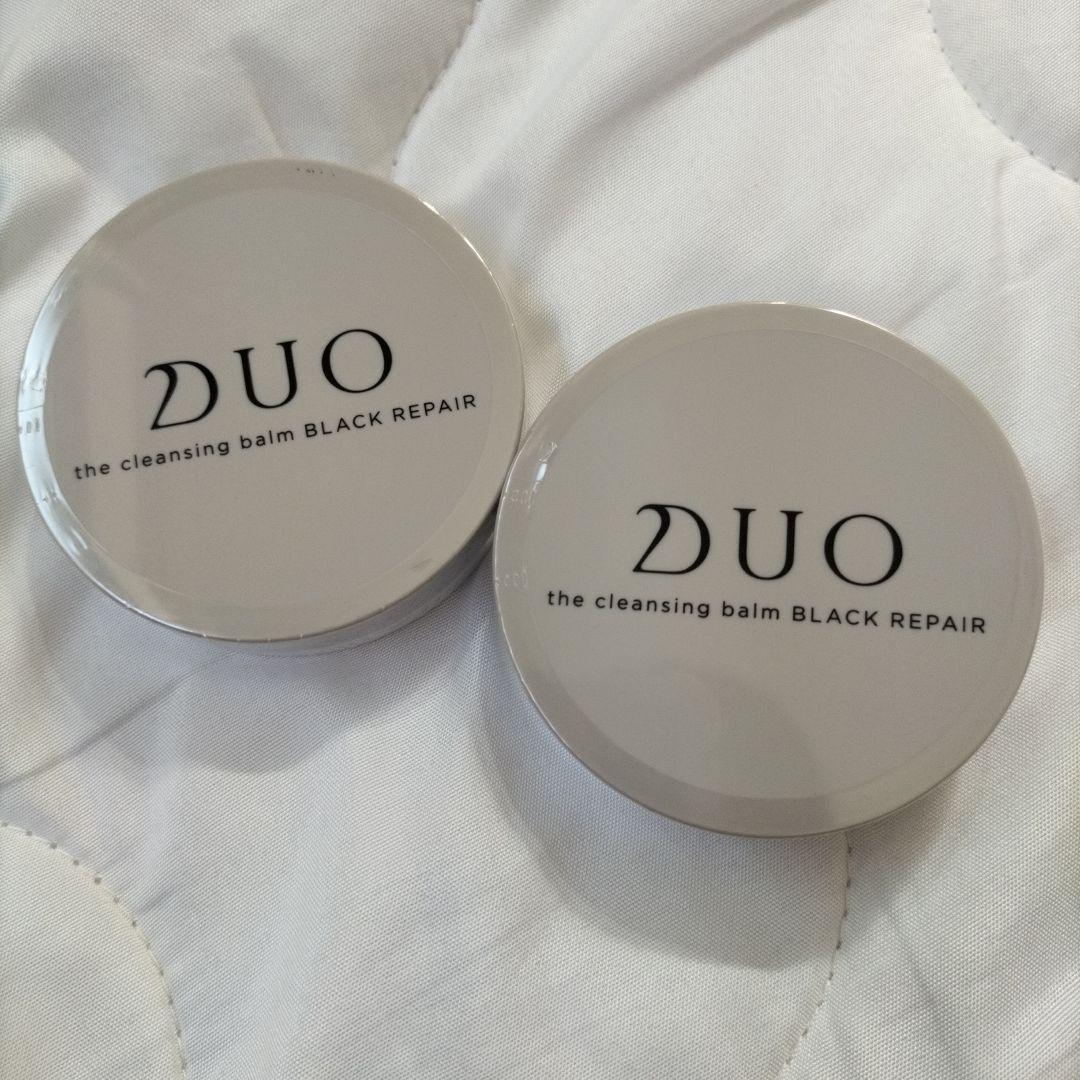 DUO
the cleansing balm BLACK REPAIR
DUO
the cleansing balm BLACK REPAIR